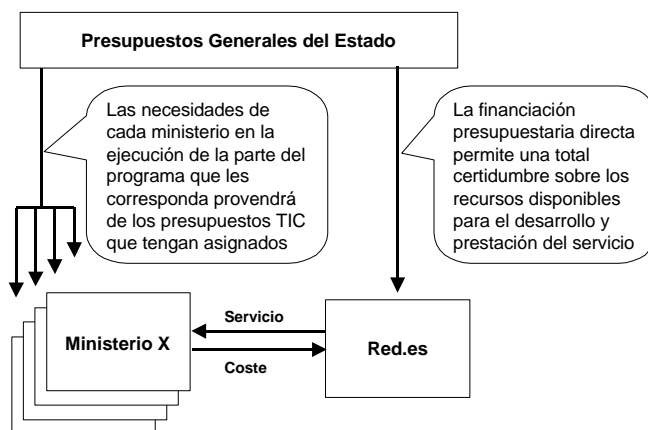 Presupuestos Generales del Estado
Las necesidades de
cada ministerio en la
ejecución de la parte del
programa que les
corresponda provendrá
de los presupuestos TIC
que tengan asignados
La financiación
presupuestaria directa
permite una total
certidumbre sobre los
recursos disponibles
para el desarrollo y
prestación del servicio
Ministerio X
Servicio
Coste
Red.es